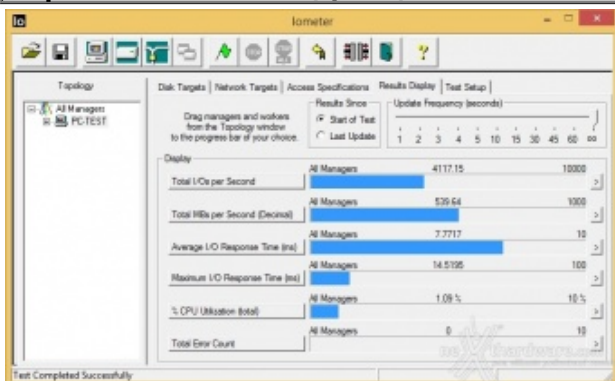 Io
Iometer
Topology
All Managers
PC-TEST
Disk Targets
Network Targets
Access Specifications
Results Display
Test Setup
Drag managers and workers
from the Topology window
to the progress bar of your choice.
Results Since
Start of Test
Last Update
Update Frequency (seconds)
1 2 3 4 5 10 15 30 45 60 oo
Display
All Managers 4117.15 10000
Total I/Os per Second
>
All Managers 539.64 1000
Total MBs per Second (Decimal)
>
All Managers 7.7717 10
Average I/O Response Time (ms)
>
All Managers 14.5195 100
Maximum I/O Response Time (ms)
>
All Managers 1.09 % 10 %
% CPU Utilization (total)
>
All Managers 0 10
Total Error Count
>
Test Completed Successfully